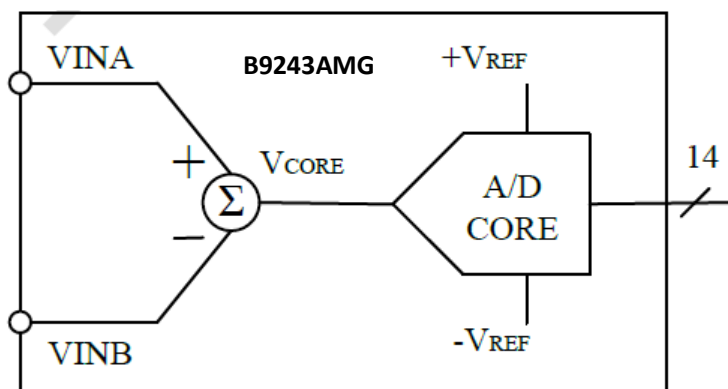 VINA
B9243AMG
+VREF
14
+
VCORE
Σ
A/D
CORE
−
-VREF
VINB